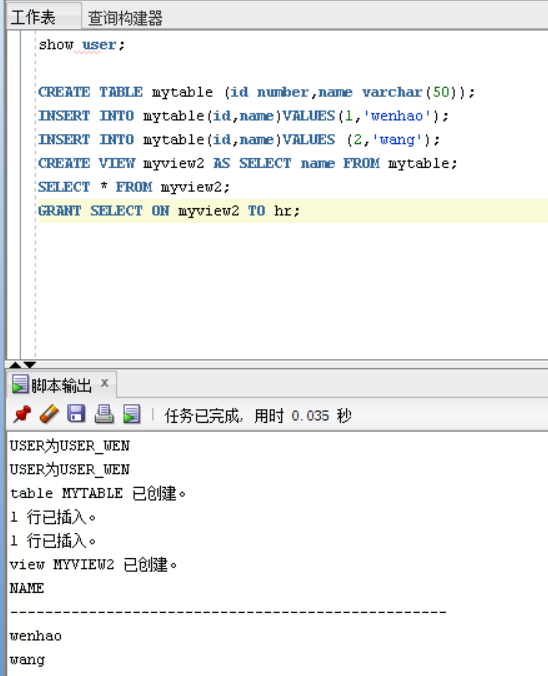 工作表 查询构建器
show user;
CREATE TABLE mytable (id number,name varchar(50));
INSERT INTO mytable(id,name)VALUES(1,'wenhao');
INSERT INTO mytable(id,name)VALUES (2,'wang');
CREATE VIEW myview2 AS SELECT name FROM mytable;
SELECT * FROM myview2;
GRANT SELECT ON myview2 TO hr;
脚本输出 x
任务已完成, 用时 0.035 秒
USER为USER_WEN
USER为USER_WEN
table MYTABLE 已创建。
1 行已插入。
1 行已插入。
view MYVIEW2 已创建。
NAME
--------------------------------------------------
wenhao
wang